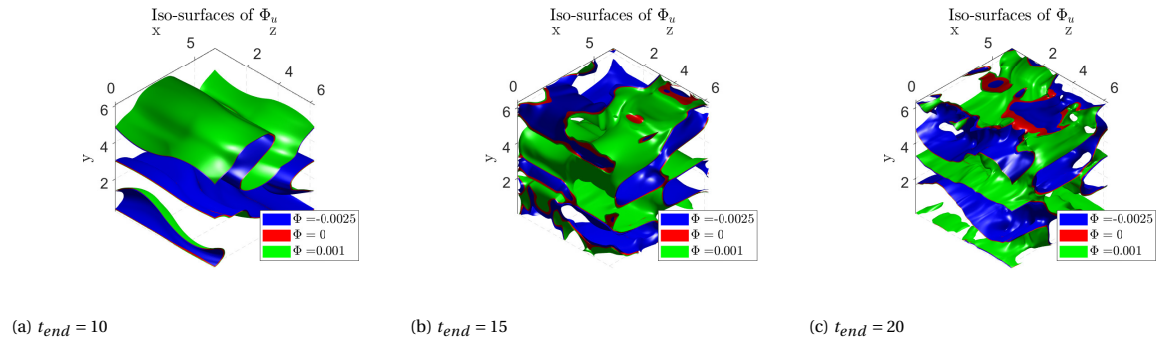 Iso-surfaces of Φu
x z
5 2
4
0 6
6
4
2
y
Φ =-0.0025
Φ = 0
Φ =0.001
(a) tend = 10
Iso-surfaces of Φu
x z
5 2
4
0 6
6
4
2
y
Φ =-0.0025
Φ = 0
Φ =0.001
(b) tend = 15
Iso-surfaces of Φu
x z
5 2
4
0 6
6
4
2
y
Φ =-0.0025
Φ = 0
Φ =0.001
(c) tend = 20